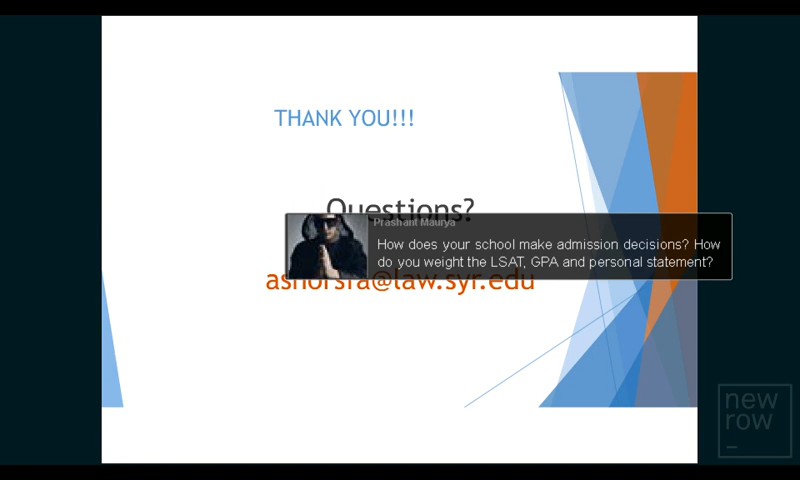 THANK YOU!!!
Questions?
Prashant Maurya
How does your school make admission decisions? How
do you weight the LSAT, GPA and personal statement?
@law.syr.edu
new
row